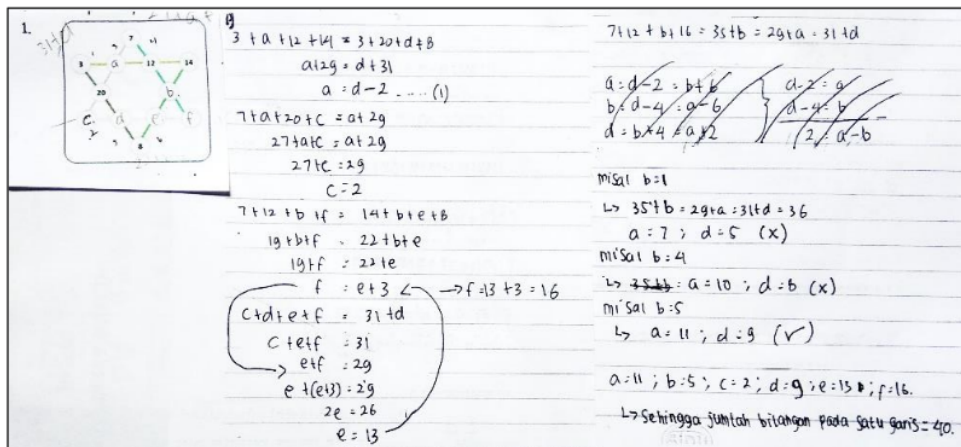 1.
31+a
7
3 a 12 14
20 b
c d e f
2
8
3 + a + 12 + 14 = 3 + 20 + d + 8
a + 29 = d + 31
a = d - 2 ..... (1)
7 + a + 20 + c = a + 29
27 + a + c = a + 29
27 + c = 29
c = 2
7 + 12 + b + f = 14 + b + e + 8
19 + b + f = 22 + b + e
19 + f = 22 + e
f = e + 3 → f = 13 + 3 = 16
c + d + e + f = 31 + d
c + e + f = 31
e + f = 29
e + (e+3) = 29
2e = 26
e = 13
7 + 12 + b + 16 = 35 + b = 29 + a = 31 + d
a = d - 2 = b + 6 } d - 2 = a
b = d - 4 = a - 6 d - 4 = b
d = b + 4 = a + 2 2 = a - b
misal b = 1
↳ 35 + b = 29 + a = 31 + d = 36
a = 7 ; d = 5 (x)
misal b = 4
↳ 35+b : a = 10 ; d = 8 (x)
misal b = 5
↳ a = 11 ; d = 9 (√)
a = 11 ; b = 5 ; c = 2 ; d = 9 ; e = 13 ; f = 16.
↳ Sehingga jumlah bilangan pada satu garis = 40.